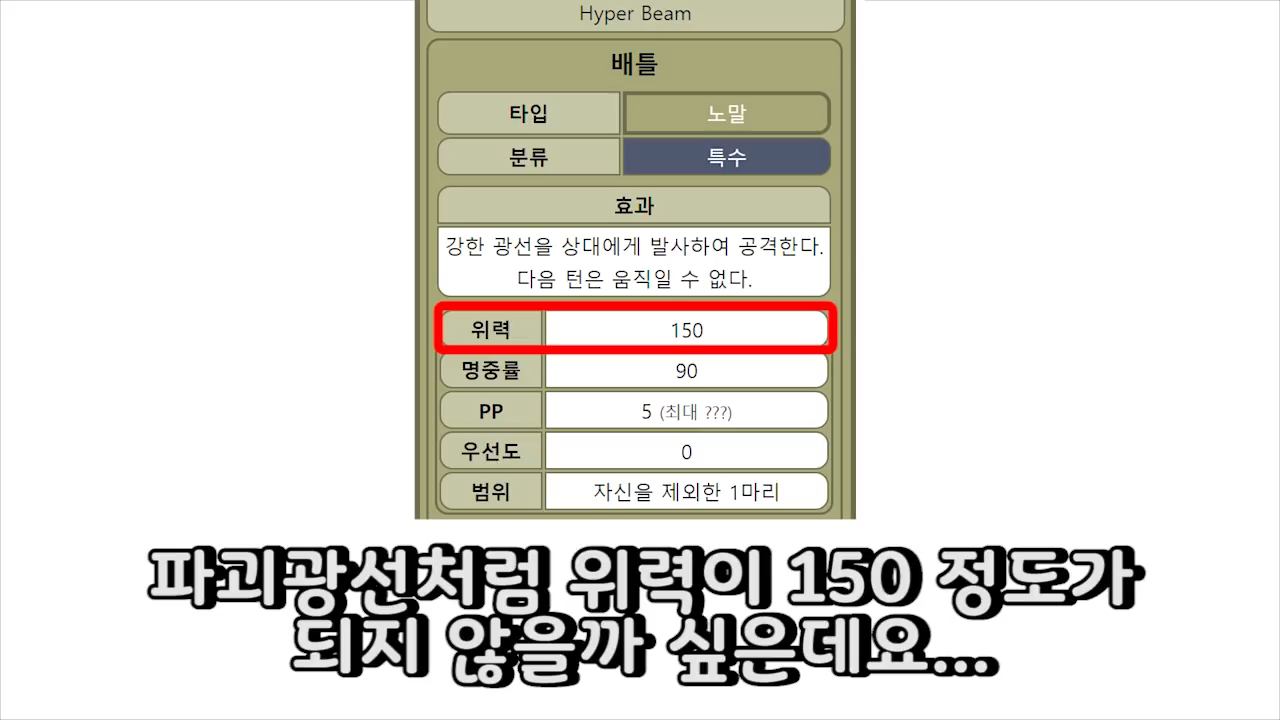 Hyper Beam
배틀
타입 노말
분류 특수
효과
강한 광선을 상대에게 발사하여 공격한다.
다음 턴은 움직일 수 없다.
위력 150
명중률 90
PP 5 (최대 ???)
우선도 0
범위 자신을 제외한 1마리
파괴광선처럼 위력이 150 정도가
되지 않을까 싶은데요...